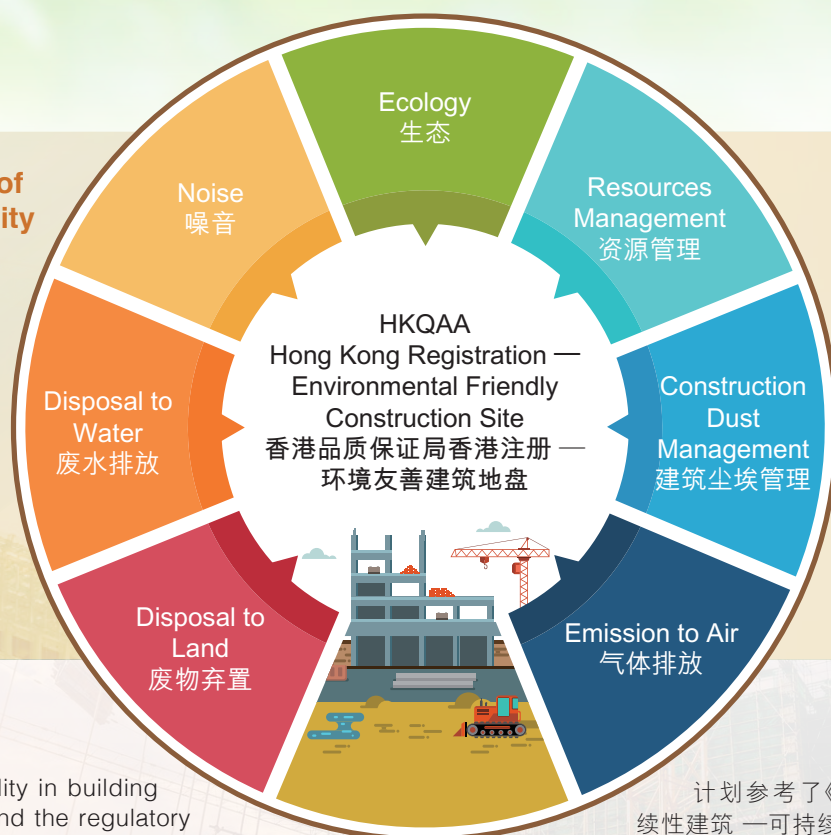 of
ity
Ecology
生态
Noise
噪音
Resources
Management
资源管理
HKQAA
Hong Kong Registration —
Environmental Friendly
Construction Site
香港品质保证局香港注册 —
环境友善建筑地盘
Disposal to
Water
废水排放
Construction
Dust
Management
建筑尘埃管理
Disposal to
Land
废物弃置
Emission to Air
气体排放
lity in building
nd the regulatory
计划参考了《
续性建筑 —可持续